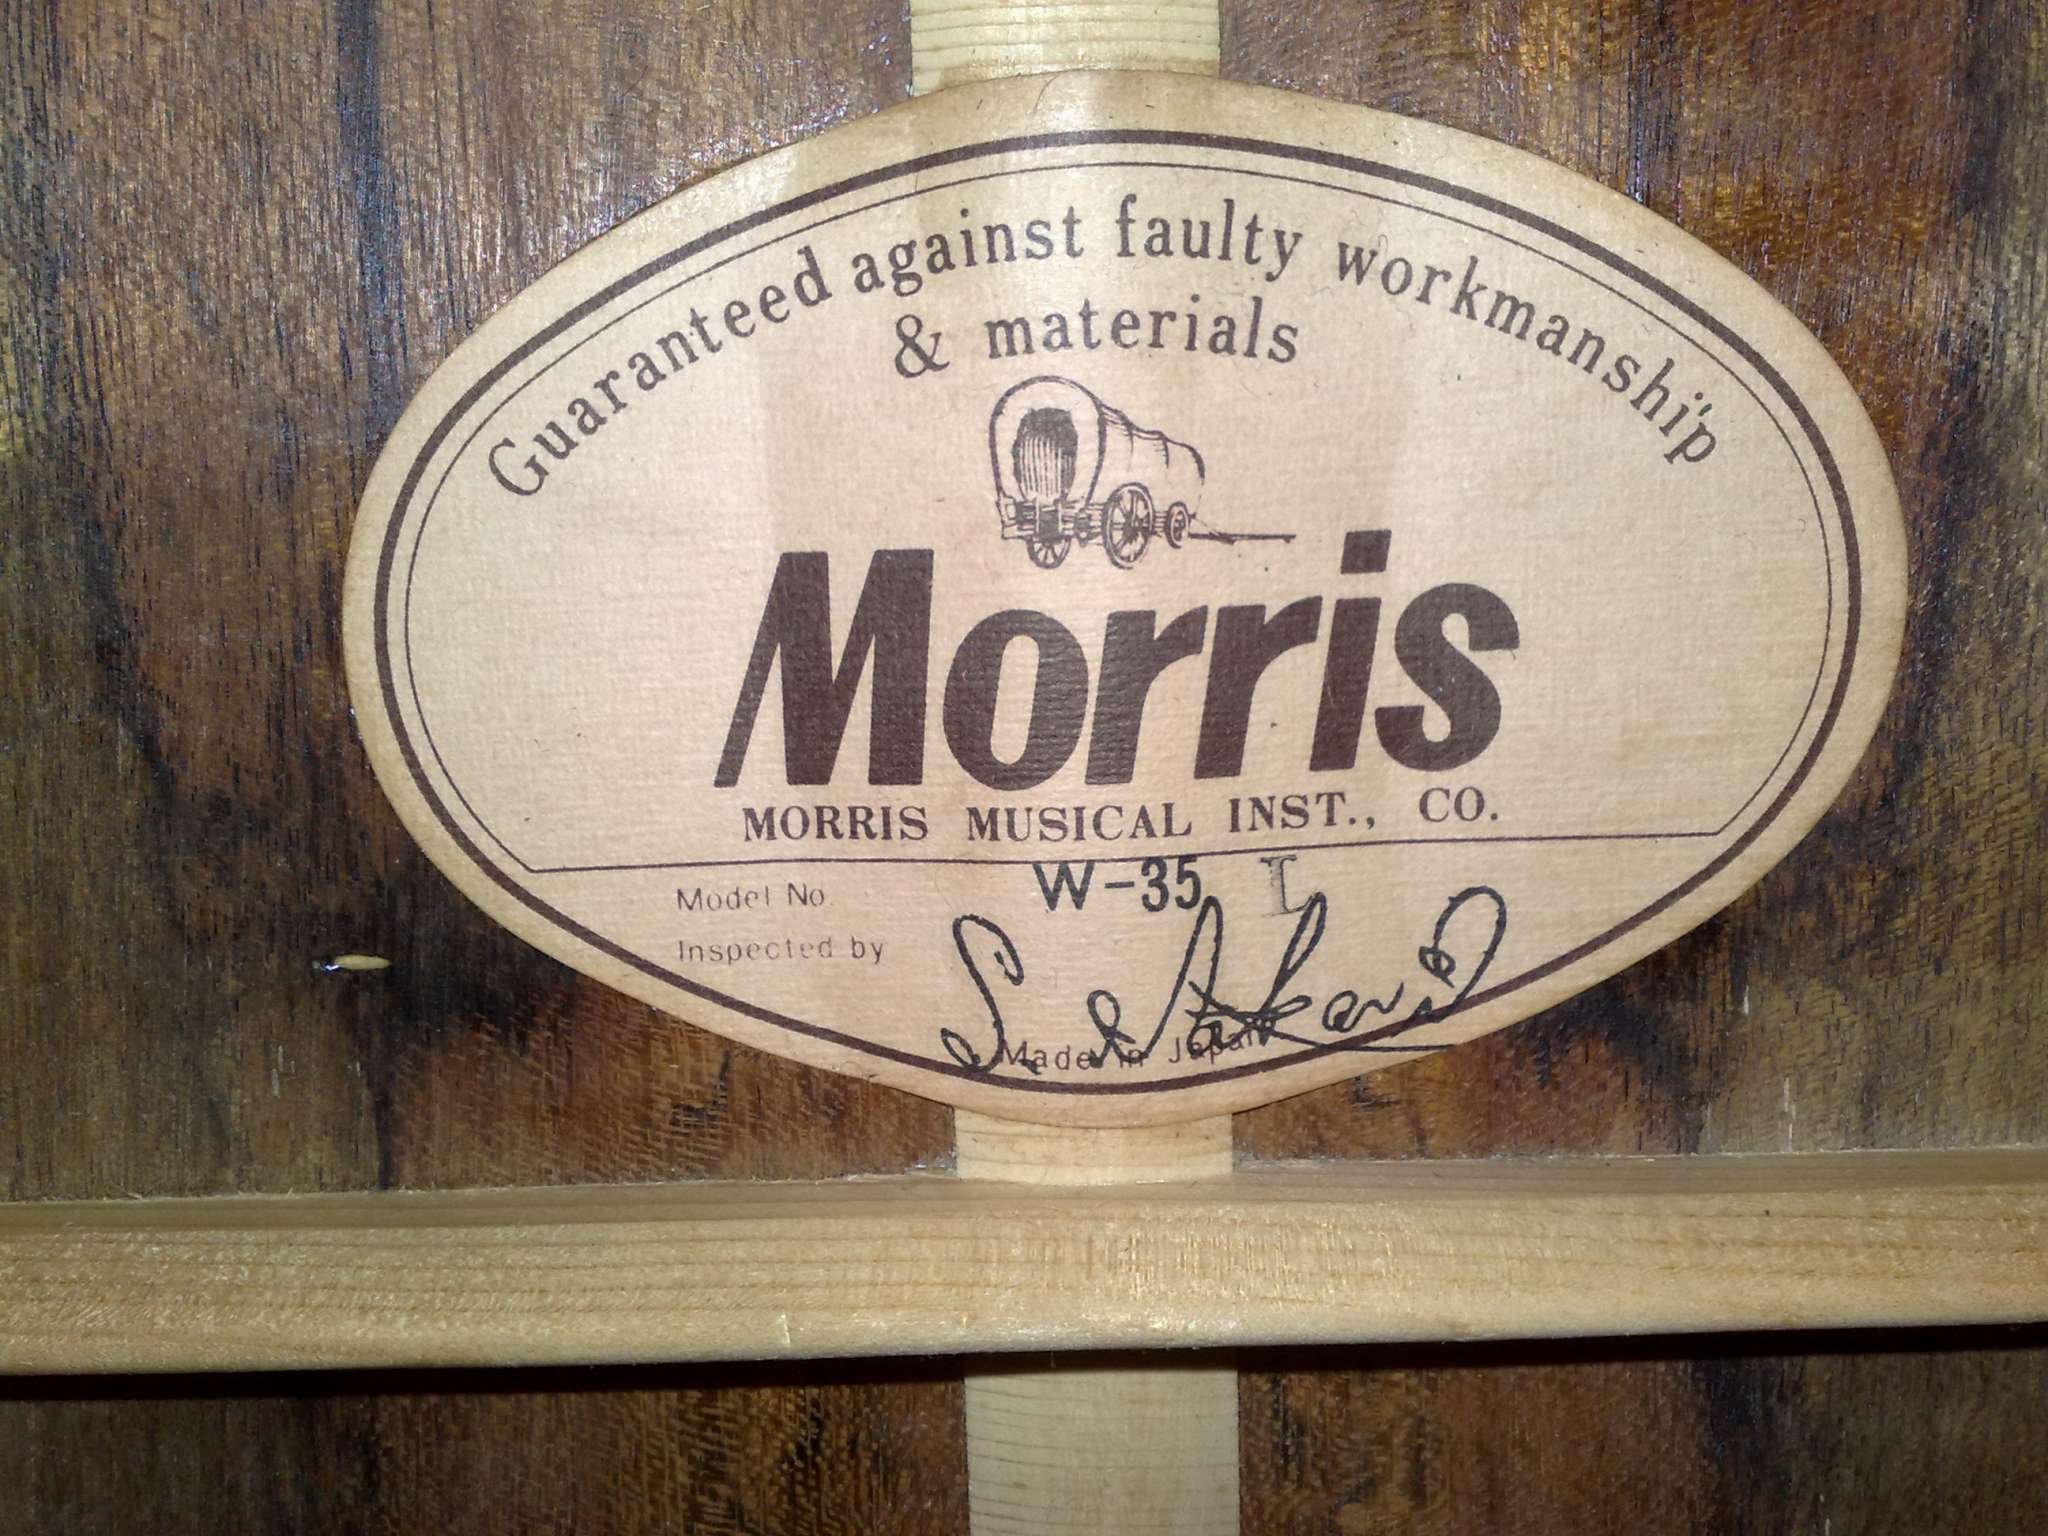 Guaranteed against faulty workmanship
& materials
Morris
MORRIS MUSICAL INST., CO.
Model No. W-35 I
Inspected by
Made in Japan